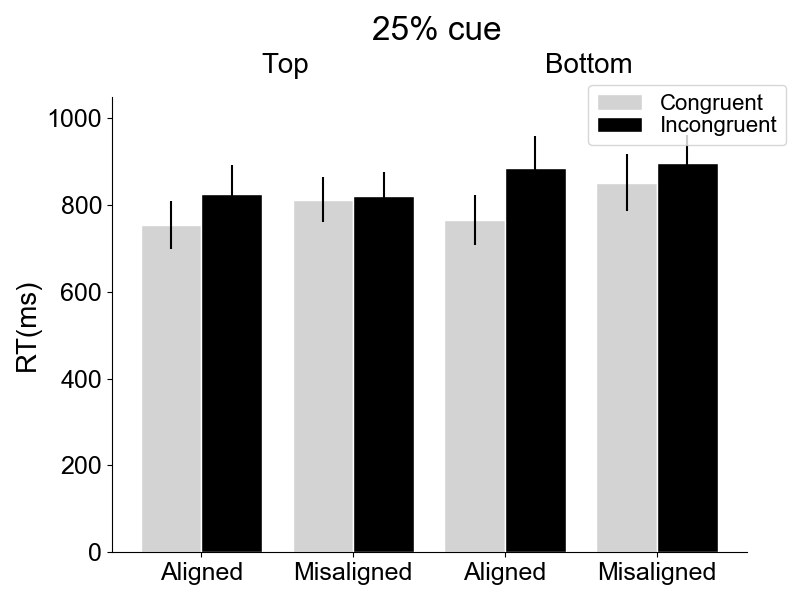 25% cue
Top
Bottom
Congruent
Incongruent
1000
800
600
400
200
0
RT(ms)
Aligned
Misaligned
Aligned
Misaligned